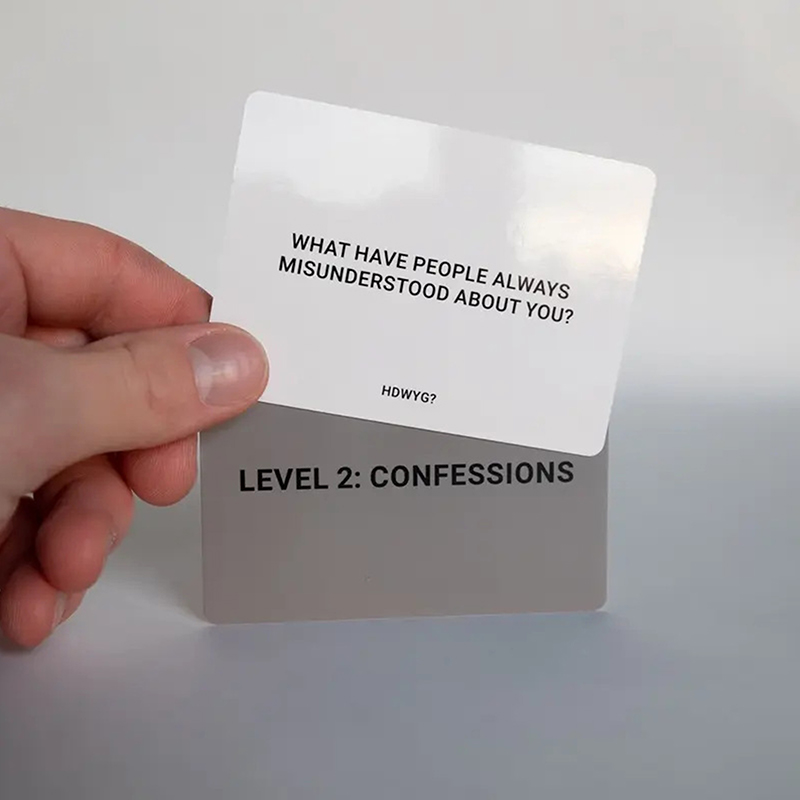 WHAT HAVE PEOPLE ALWAYS
MISUNDERSTOOD ABOUT YOU?
HDWYG?
LEVEL 2: CONFESSIONS